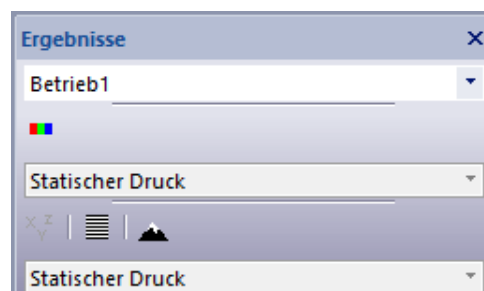 Ergebnisse
Betrieb1
Statischer Druck
X Y Z
Statischer Druck